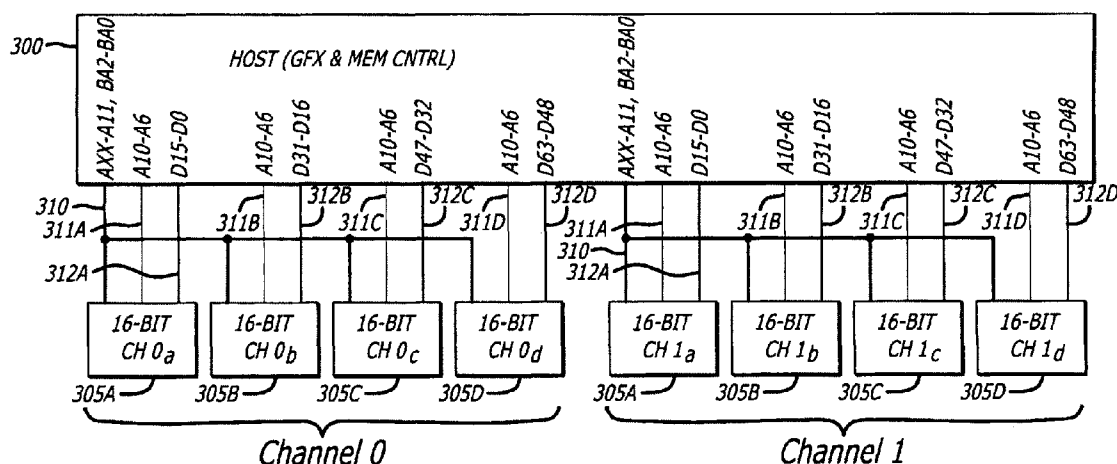 300
HOST (GFX & MEM CNTRL)
AXX-A11, BA2-BA0
A10-A6
D15-D0
A10-A6
D31-D16
A10-A6
D47-D32
A10-A6
D63-D48
AXX-A11, BA2-BA0
A10-A6
D15-D0
A10-A6
D31-D16
A10-A6
D47-D32
A10-A6
D63-D48
310
311A
312A
311B
312B
311C
312C
311D
312D
311A
310
312A
311B
312B
311C
312C
311D
312D
16-BIT
CH 0a
16-BIT
CH 0b
16-BIT
CH 0c
16-BIT
CH 0d
16-BIT
CH 1a
16-BIT
CH 1b
16-BIT
CH 1c
16-BIT
CH 1d
305A
305B
305C
305D
305A
305B
305C
305D
Channel 0
Channel 1